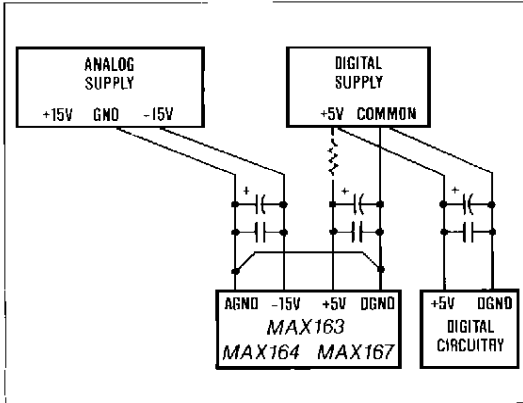 ANALOG
SUPPLY
+15V GND -15V
DIGITAL
SUPPLY
+5V COMMON
+
+
+
AGND -15V +5V DGND
MAX163
MAX164 MAX167
+5V DGND
DIGITAL
CIRCUITRY